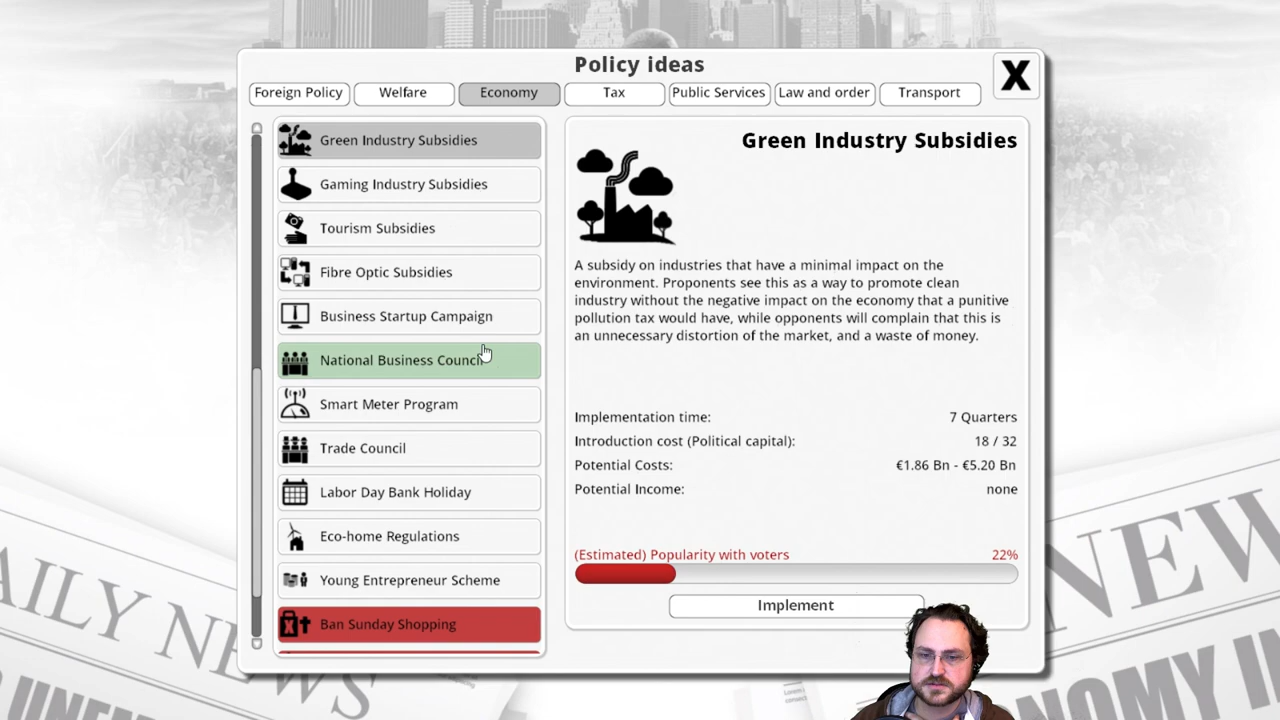 Policy ideas
X
Foreign Policy
Welfare
Economy
Tax
Public Services
Law and order
Transport
Green Industry Subsidies
Gaming Industry Subsidies
Tourism Subsidies
Fibre Optic Subsidies
Business Startup Campaign
National Business Council
Smart Meter Program
Trade Council
Labor Day Bank Holiday
Eco-home Regulations
Young Entrepreneur Scheme
Ban Sunday Shopping
Green Industry Subsidies
A subsidy on industries that have a minimal impact on the
environment. Proponents see this as a way to promote clean
industry without the negative impact on the economy that a punitive
pollution tax would have, while opponents will complain that this is
an unnecessary distortion of the market, and a waste of money.
Implementation time: 7 Quarters
Introduction cost (Political capital): 18 / 32
Potential Costs: €1.86 Bn - €5.20 Bn
Potential Income: none
(Estimated) Popularity with voters 22%
Implement
NEWS